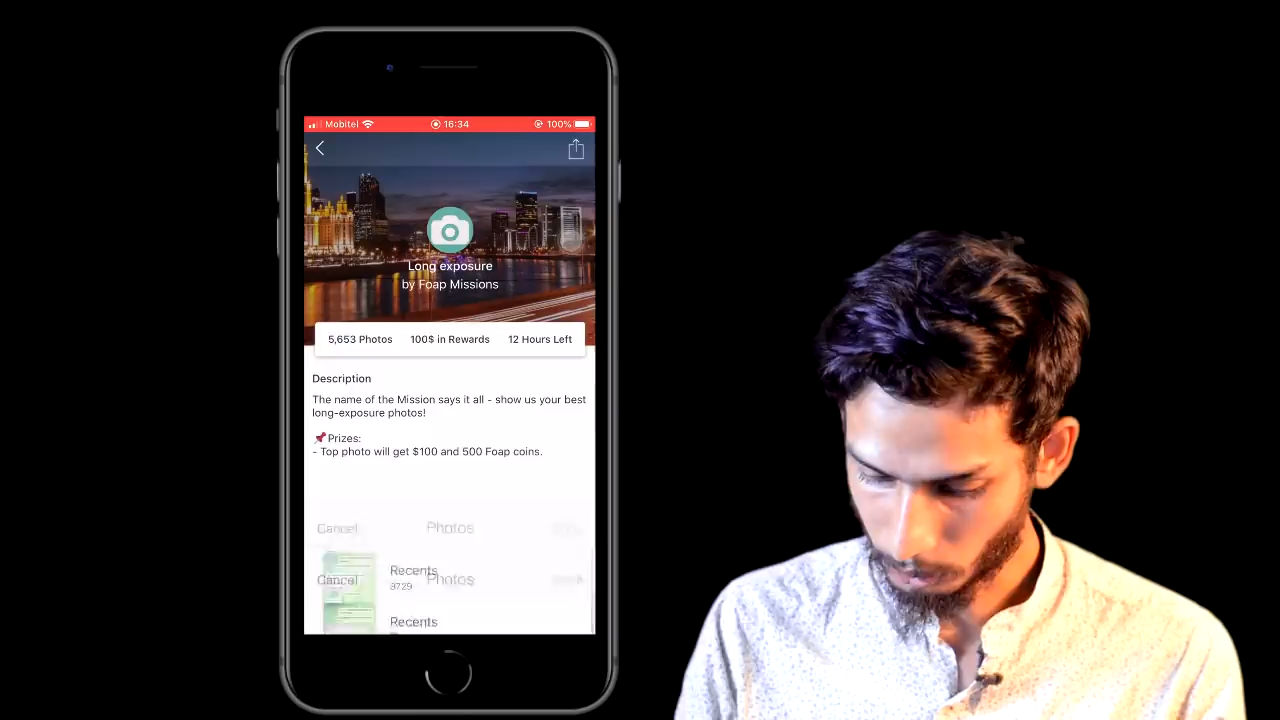 Mobitel 16:34 100%
Long exposure
by Foap Missions
5,653 Photos 100$ in Rewards 12 Hours Left
Description
The name of the Mission says it all - show us your best
long-exposure photos!
📌Prizes:
- Top photo will get $100 and 500 Foap coins.
Cancel Photos
Recents
3729
Cancel Photos
Recents